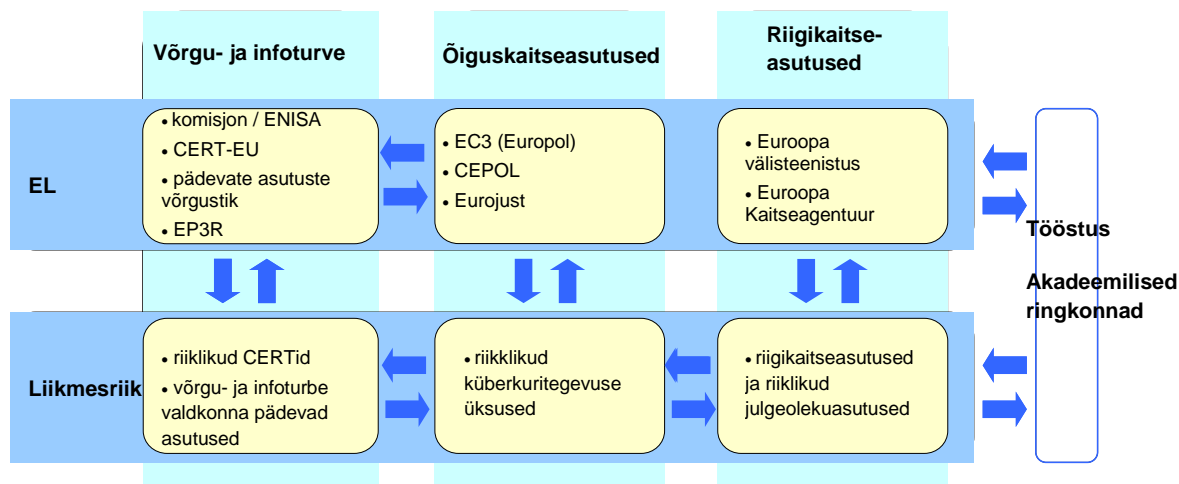 Võrgu- ja infoturve
Õiguskaitseasutused
Riigikaitse-
asutused
EL
• komisjon / ENISA
• CERT-EU
• pädevate asutuste
võrgustik
• EP3R
• EC3 (Europol)
• CEPOL
• Eurojust
• Euroopa
välisteenistus
• Euroopa
Kaitseagentuur
Tööstus
Akadeemilised
ringkonnad
Liikmesriik
• riiklikud CERTid
• võrgu- ja infoturbe
valdkonna pädevad
asutused
• riikklikud
küberkuritegevuse
üksused
• riigikaitseasutused
ja riiklikud
julgeolekuasutused